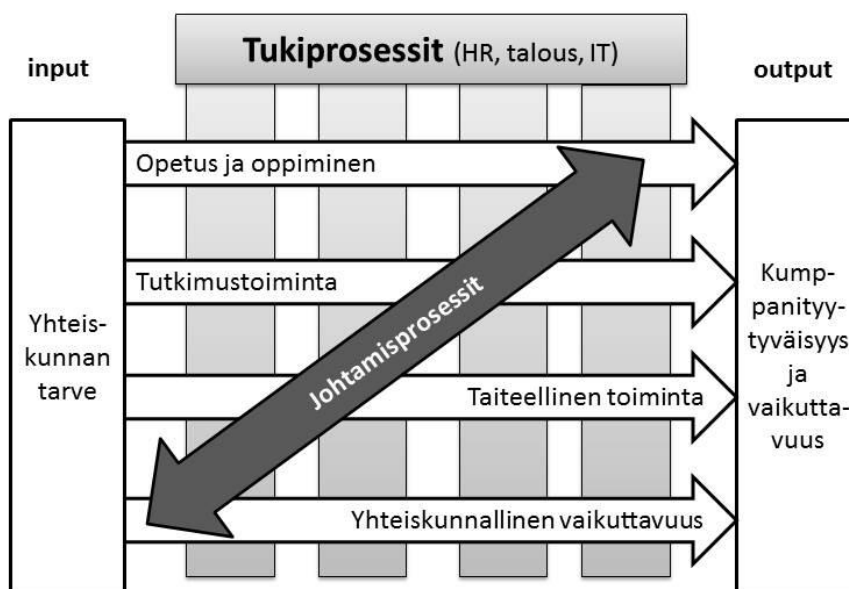 Tukiprosessit (HR, talous, IT)
input
output
Opetus ja oppiminen
Tutkimustoiminta
Johtamisprosessit
Taiteellinen toiminta
Yhteiskunnallinen vaikuttavuus
Yhteis-
kunnan
tarve
Kump-
panityy-
tyväisyys
ja
vaikutta-
vuus